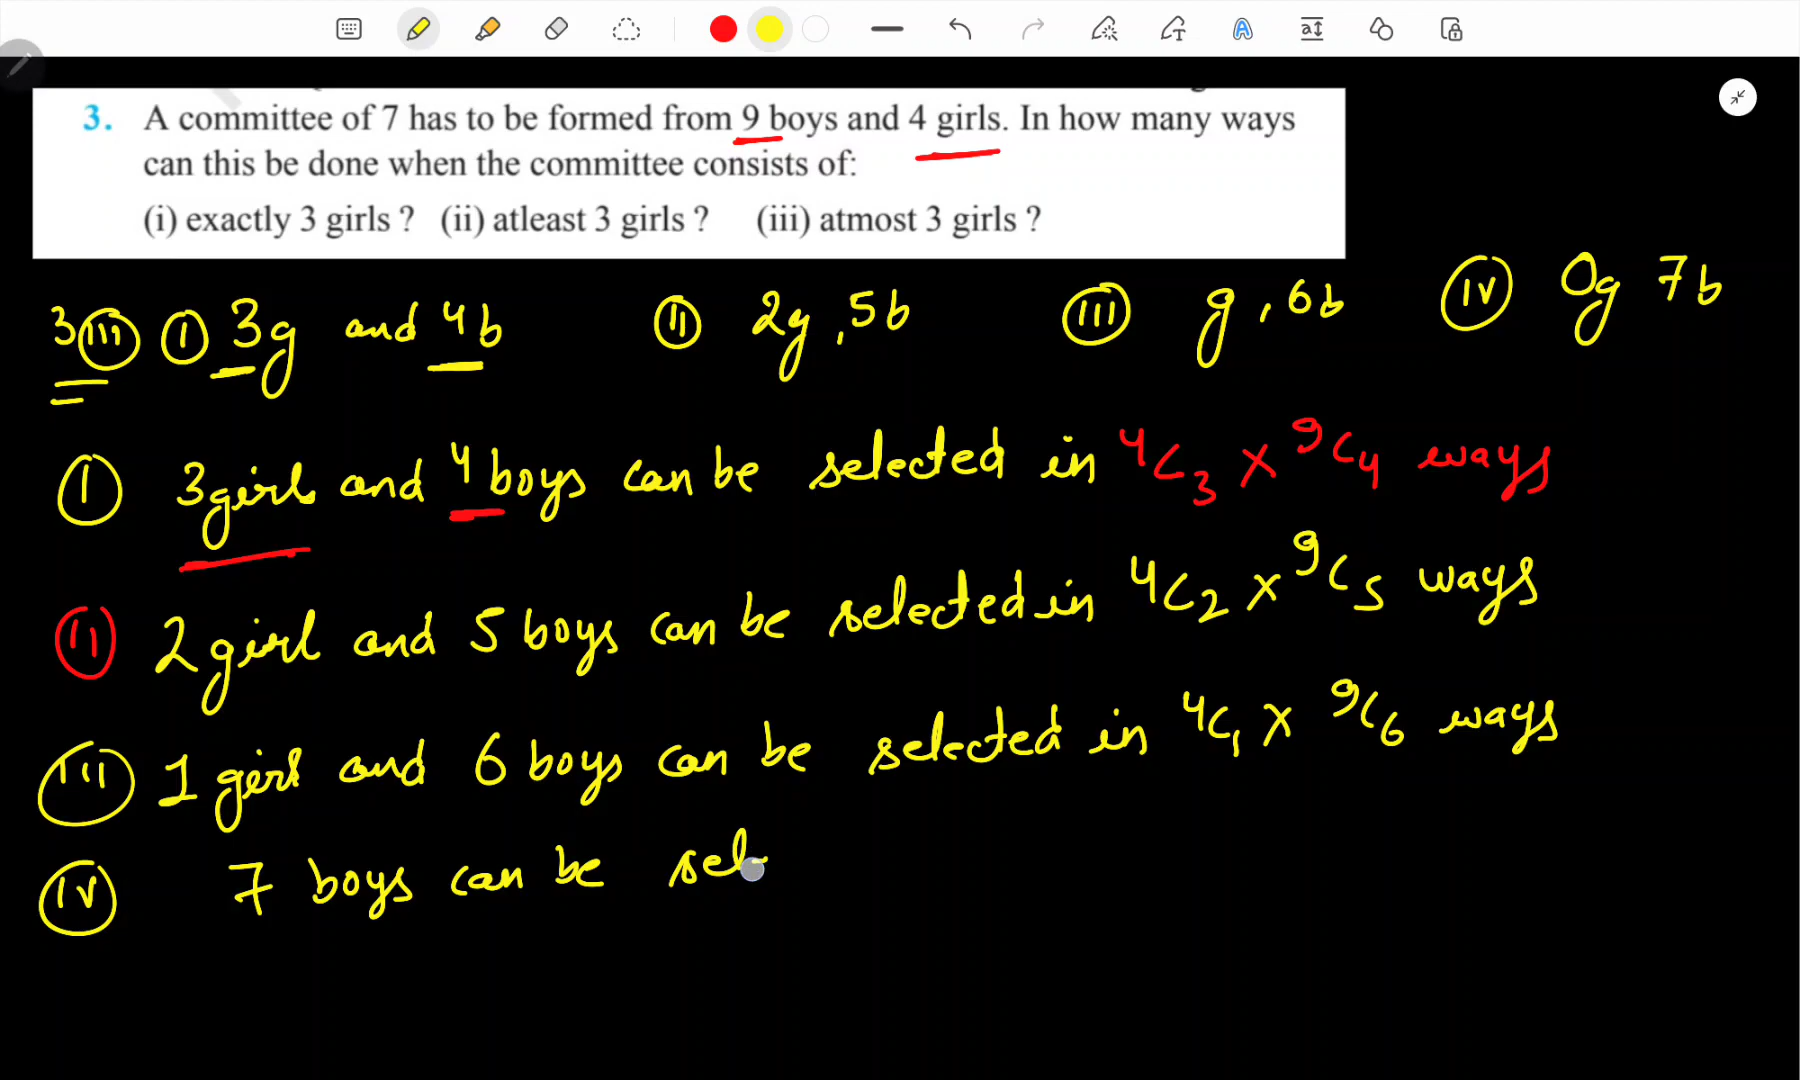 3. A committee of 7 has to be formed from 9 boys and 4 girls. In how many ways
can this be done when the committee consists of:
(i) exactly 3 girls ? (ii) atleast 3 girls ? (iii) atmost 3 girls ?
3(iii) (i) 3g and 4b (ii) 2g, 5b (iii) g, 6b (iv) 0g 7b
(i) 3girl and 4boys can be selected in ⁴C₃ × ⁹C₄ ways
(ii) 2girl and 5 boys can be selected in ⁴C₂ × ⁹C₅ ways
(iii) 1 girl and 6 boys can be selected in ⁴C₁ × ⁹C₆ ways
(iv) 7 boys can be sel